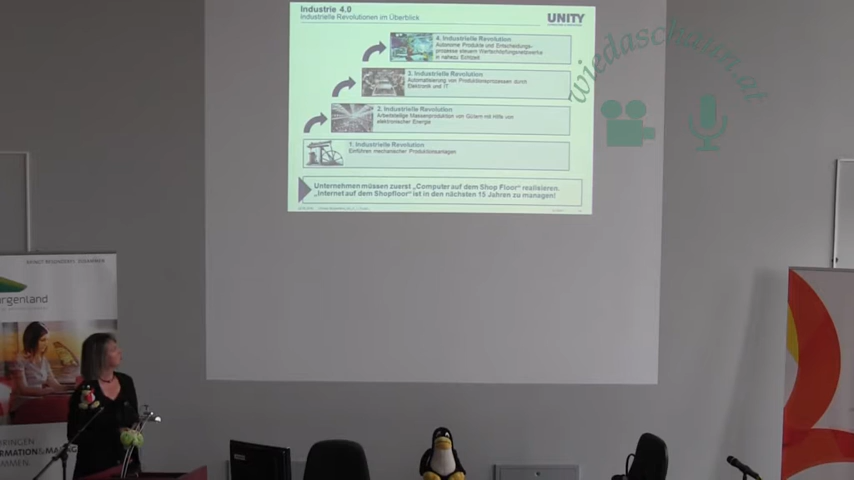 Industrie 4.0
Industrielle Revolutionen im Überblick
UNITY
4. Industrielle Revolution
Autonome Produkte und Entscheidungs-
prozesse steuern Wertschöpfungsnetzwerke
in nahezu Echtzeit
3. Industrielle Revolution
Automatisierung von Produktionsprozessen durch
Elektronik und IT
2. Industrielle Revolution
Arbeitsteilige Massenproduktion von Gütern mit Hilfe von
elektronischer Energie
1. Industrielle Revolution
Einführen mechanischer Produktionsanlagen
Unternehmen müssen zuerst „Computer auf dem Shop Floor" realisieren.
„Internet auf dem Shopfloor" ist in den nächsten 15 Jahren zu managen!
wiedaschaun.at
rgenland